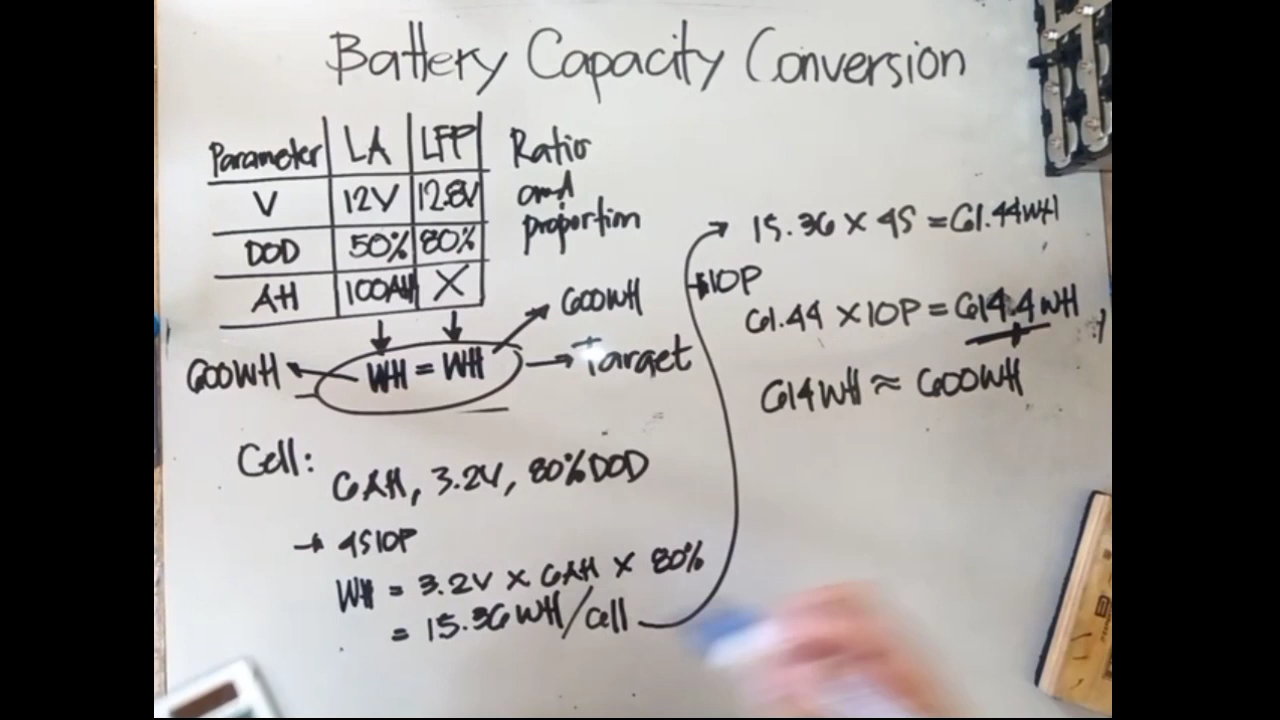 Battery Capacity Conversion
Parameter LA LFP
V 12V 12.8V
DOD 50% 80%
AH 100AH X
Ratio
and
proportion
600WH
600WH
WH = WH
Target
Cell:
6AH, 3.2V, 80% DOD
→ 4S10P
WH = 3.2V X 6AH X 80%
= 15.36WH/Cell
15.36 X 4S = 61.44WH
10P
61.44 X 10P = 614.4WH
614WH ≈ 600WH